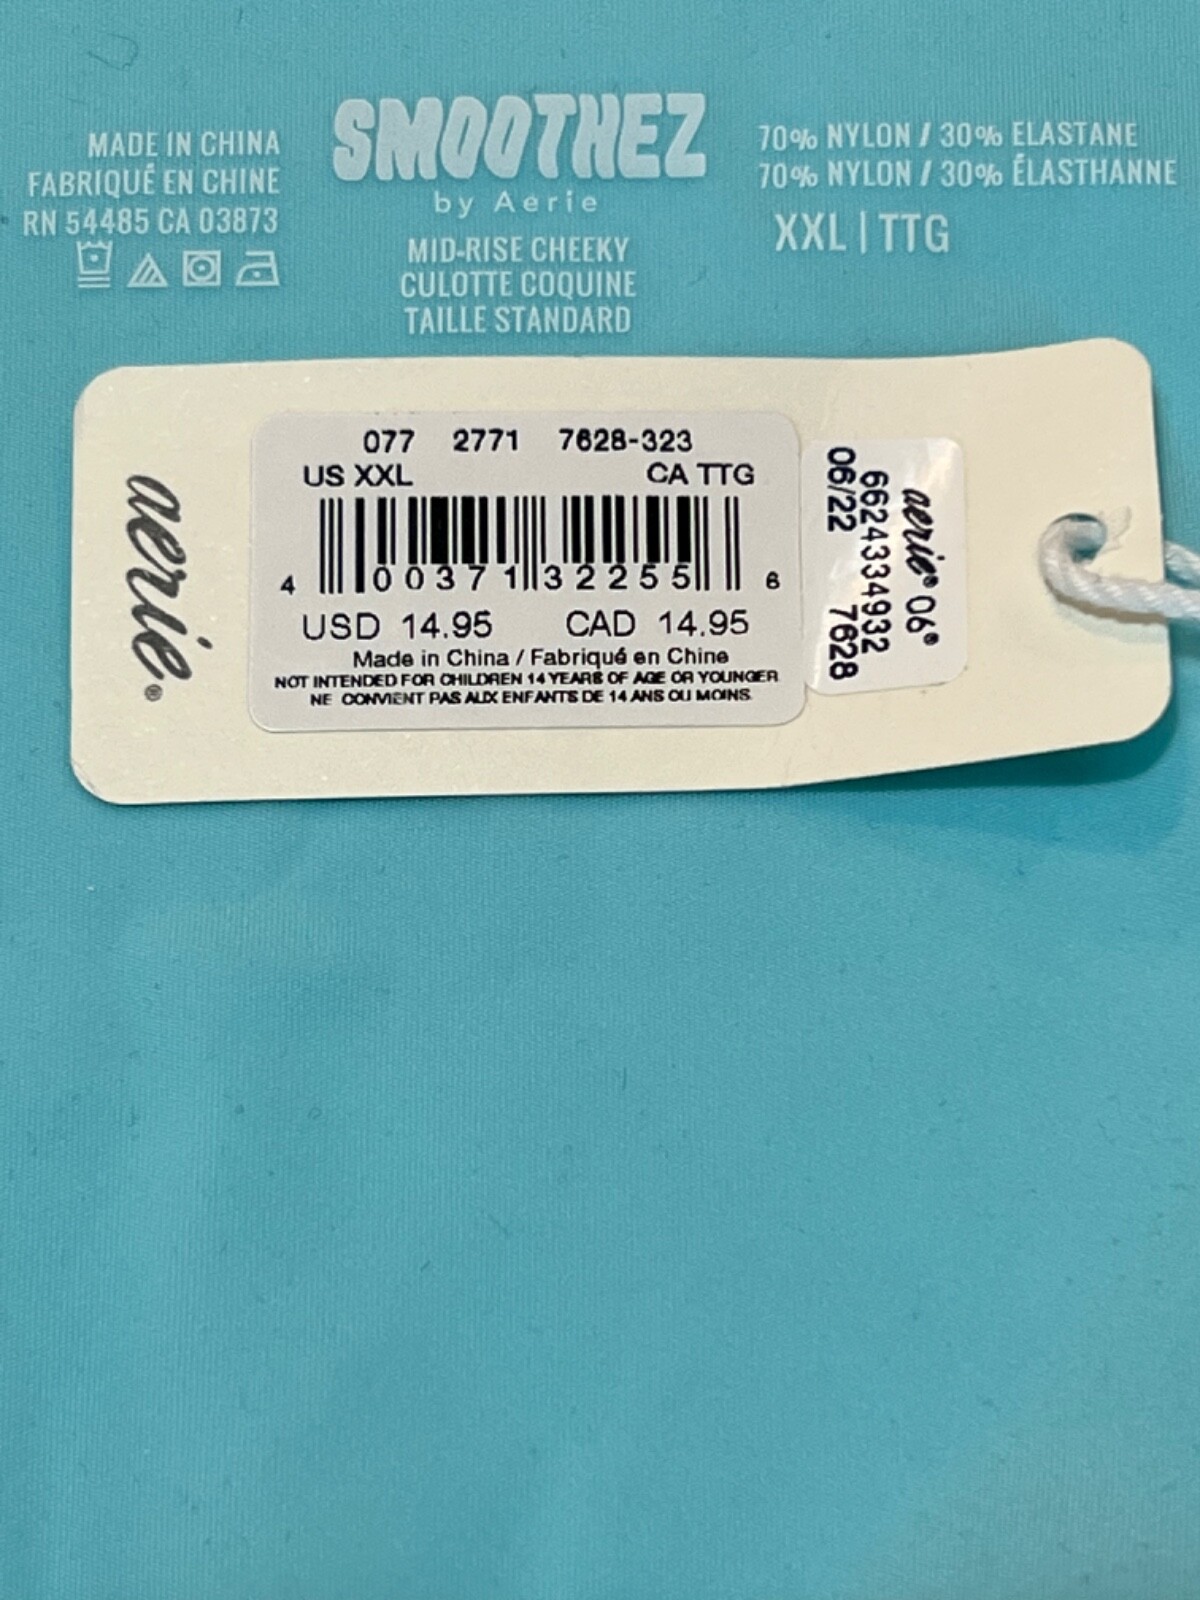 MADE IN CHINA
FABRIQUÉ EN CHINE
RN 54485 CA 03873
SMOOTHEZ
by Aerie
MID-RISE CHEEKY
CULOTTE COQUINE
TAILLE STANDARD
70% NYLON / 30% ELASTANE
70% NYLON / 30% ÉLASTHANNE
XXL | TTG
aerie®
077 2771 7628-323
US XXL CA TTG
4 00371 32255 6
USD 14.95 CAD 14.95
Made in China / Fabriqué en Chine
NOT INTENDED FOR CHILDREN 14 YEARS OF AGE OR YOUNGER
NE CONVIENT PAS AUX ENFANTS DE 14 ANS OU MOINS.
aerie® 06®
6624334932
06/22 7628